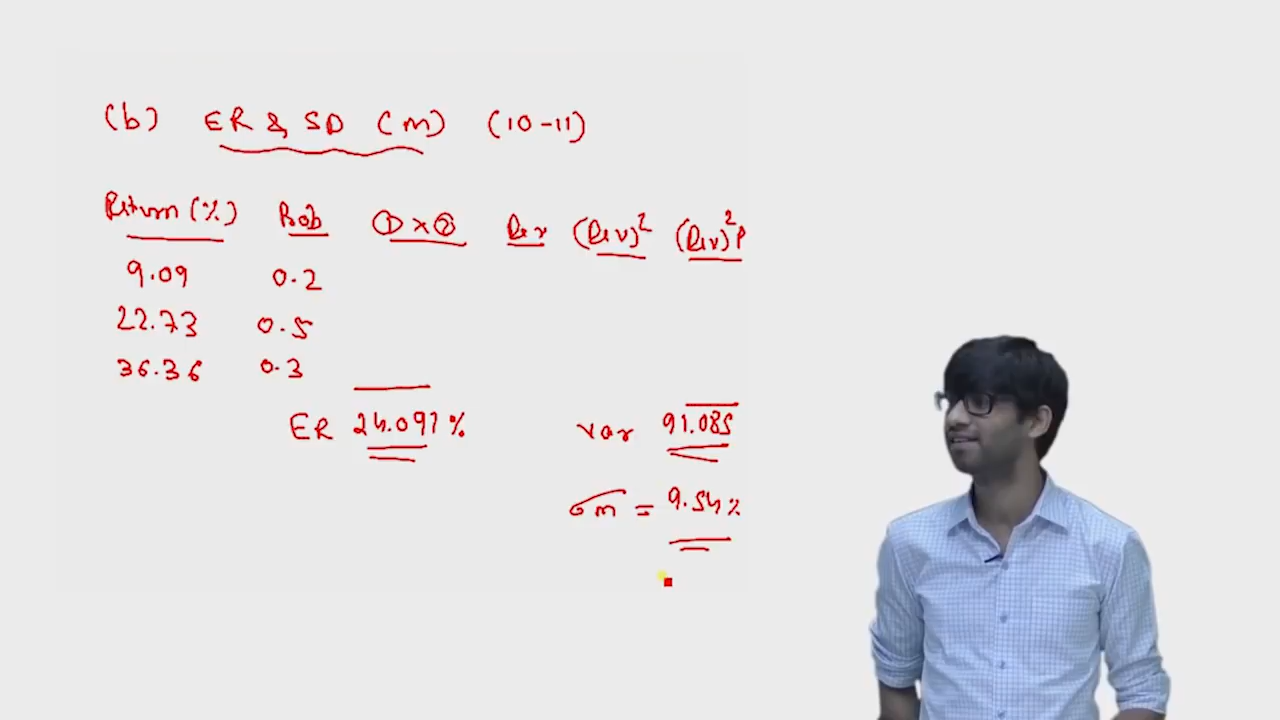 (b) ER & SD (M) (10-11)
Return (%) Prob ① × ② Dev (Dev)² (Dev)²P
9.09 0.2
22.73 0.5
36.36 0.3
ER 24.091 % var 91.085
σm = 9.54 %